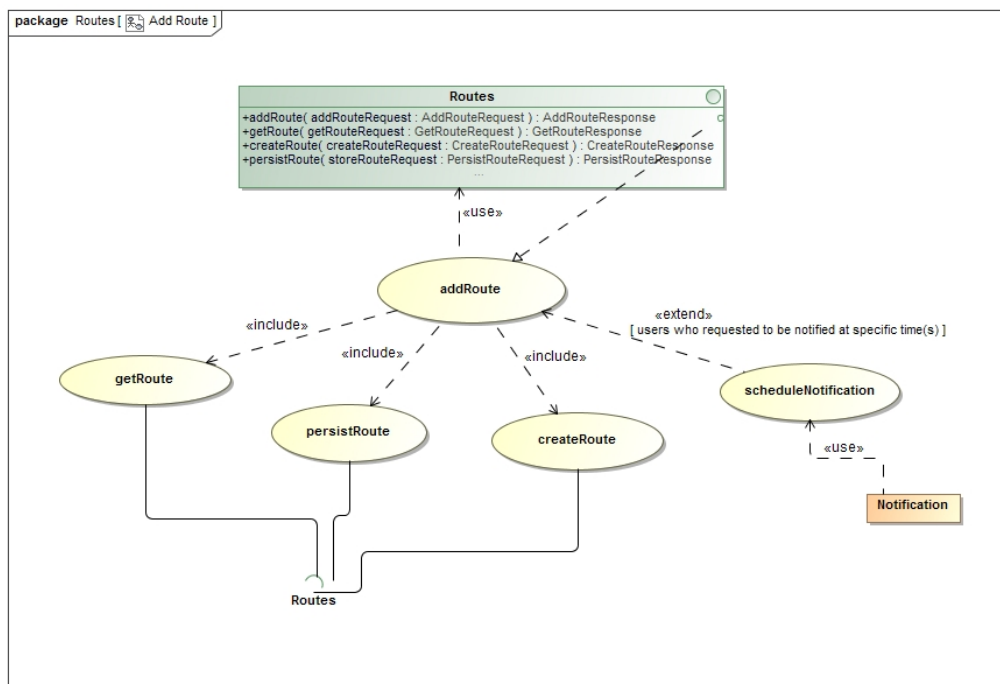 package Routes [ Add Route ]
Routes
+addRoute( addRouteRequest : AddRouteRequest ) : AddRouteResponse
+getRoute( getRouteRequest : GetRouteRequest ) : GetRouteResponse
+createRoute( createRouteRequest : CreateRouteRequest ) : CreateRouteResponse
+persistRoute( storeRouteRequest : PersistRouteRequest ) : PersistRouteResponse
...
«use»
addRoute
«extend»
[ users who requested to be notified at specific time(s) ]
«include»
«include»
«include»
getRoute
scheduleNotification
persistRoute
createRoute
«use»
Notification
Routes